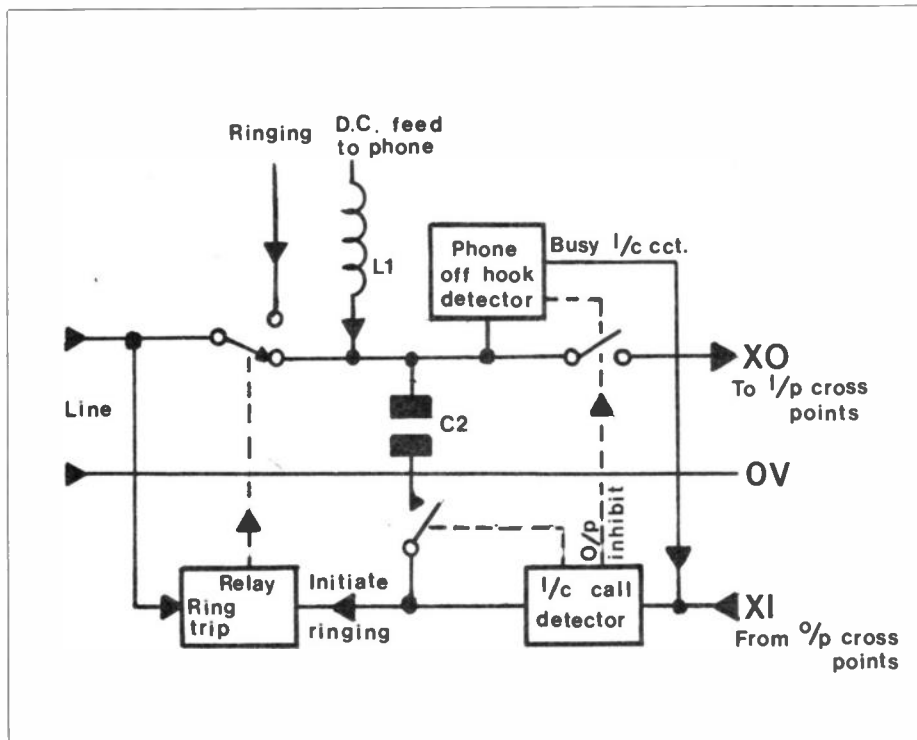 Ringing
D.C. feed
to phone
L1
Phone
off hook
detector
Busy I/c cct.
XO
To I/p cross
points
Line
C2
OV
O/P
inhibit
Relay
Ring
trip
Initiate
ringing
I/c call
detector
XI
From o/p cross
points